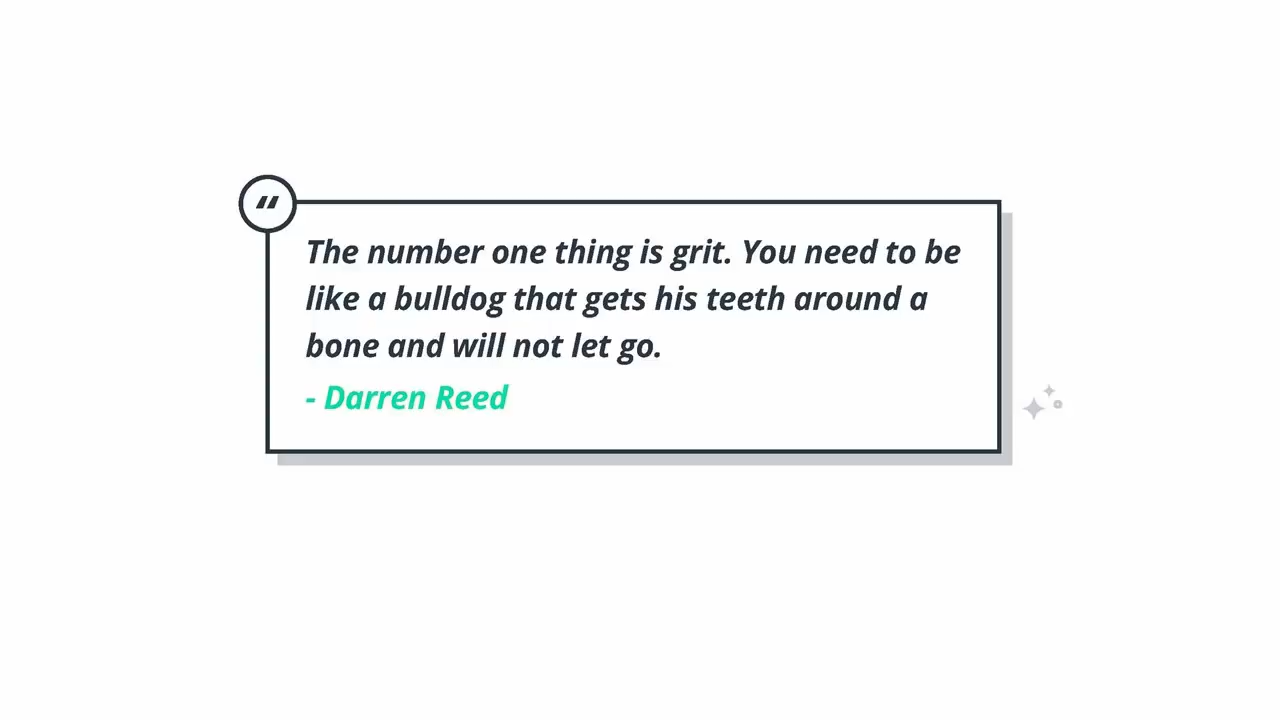 “
The number one thing is grit. You need to be
like a bulldog that gets his teeth around a
bone and will not let go.
- Darren Reed